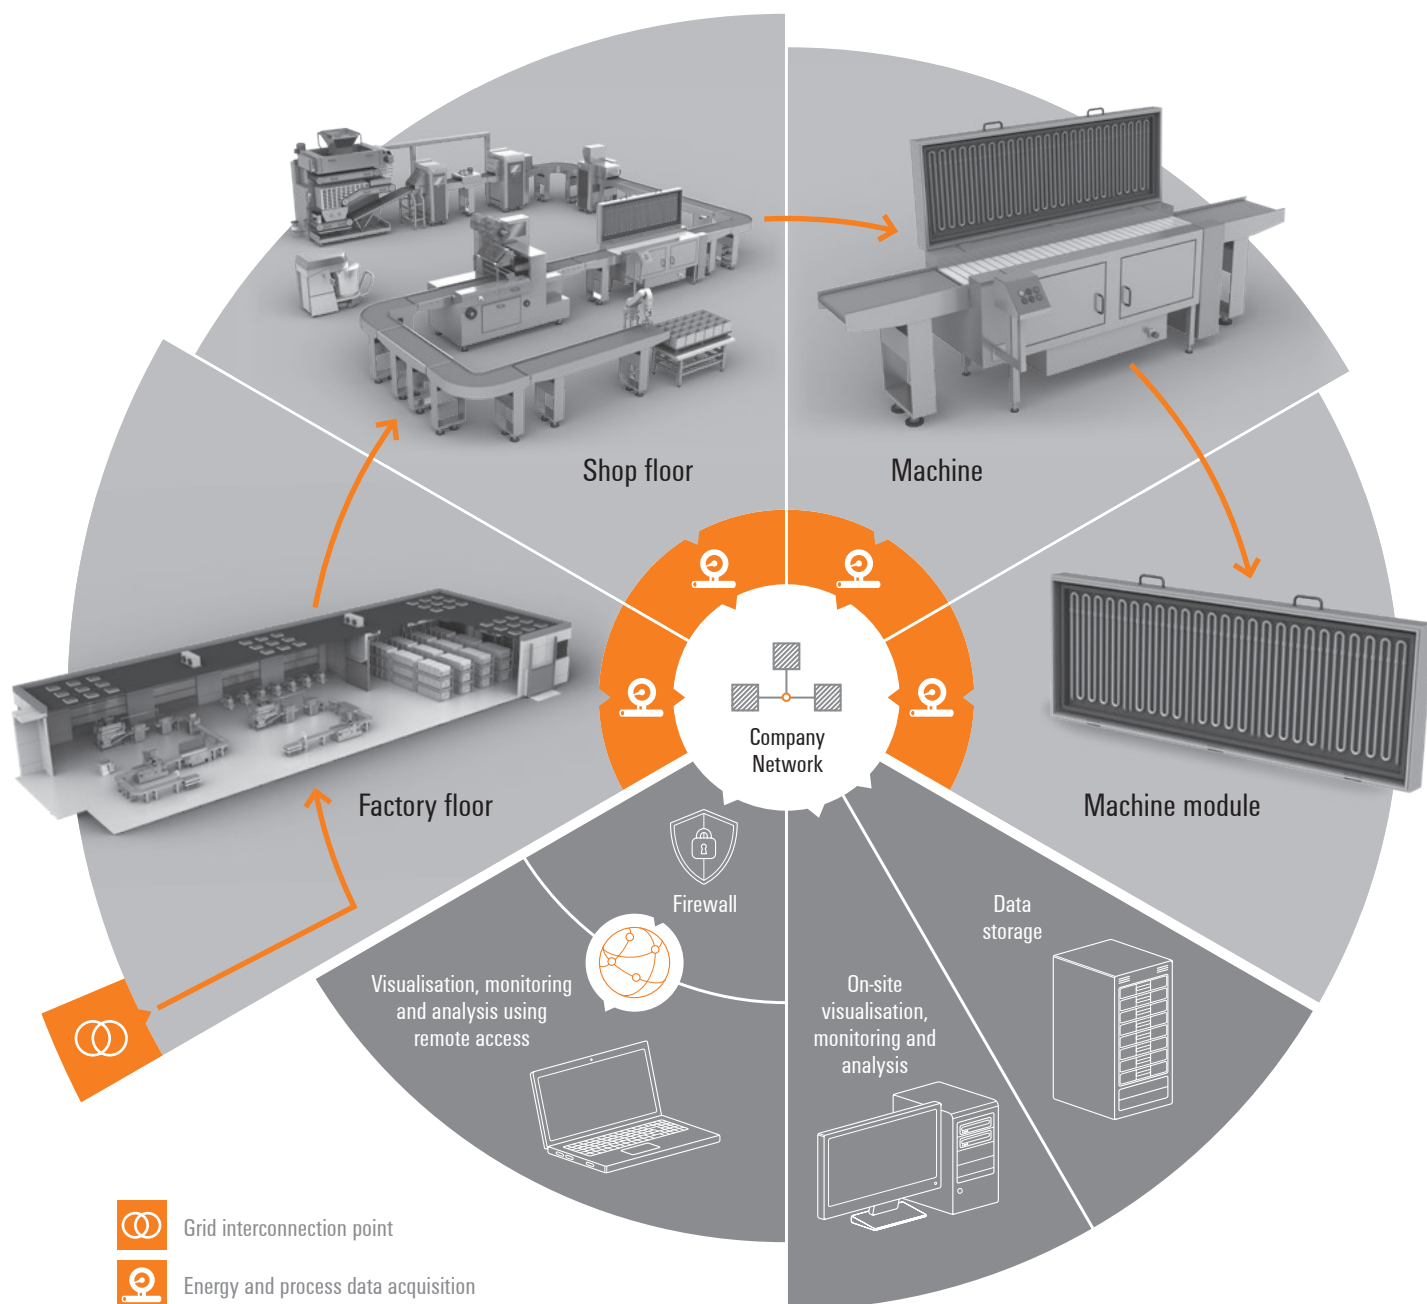 Shop floor
Machine
Factory floor
Machine module
Company
Network
Firewall
Visualisation, monitoring
and analysis using
remote access
On-site
visualisation,
monitoring and
analysis
Data
storage
Grid interconnection point
Energy and process data acquisition